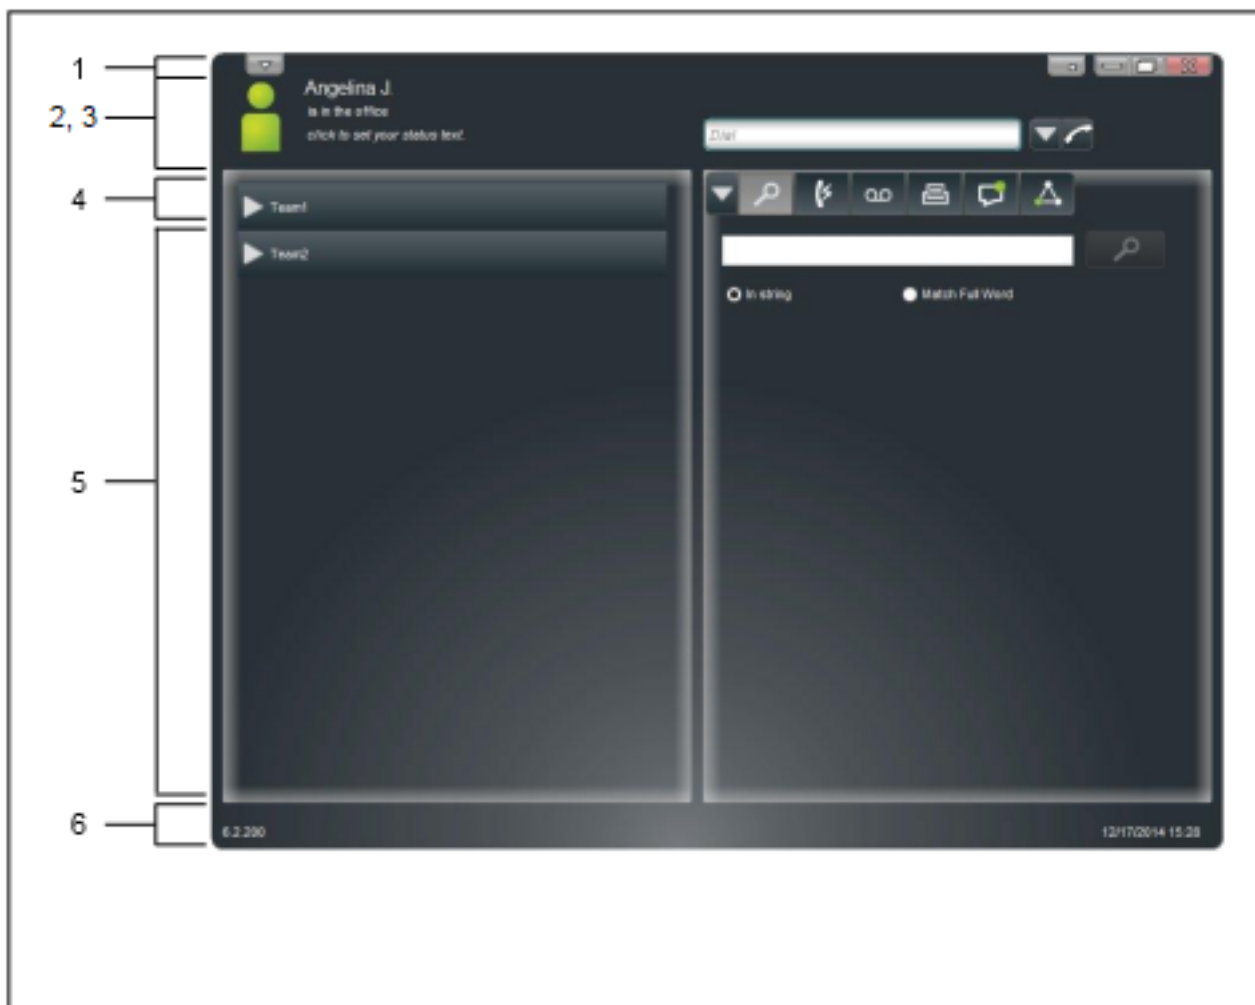 1
2, 3
4
5
6
Angelina J.
is in the office
click to set your status text.
Dial
Team1
Team2
In string
Match Full Word
6.2.200
12/17/2014 15:28